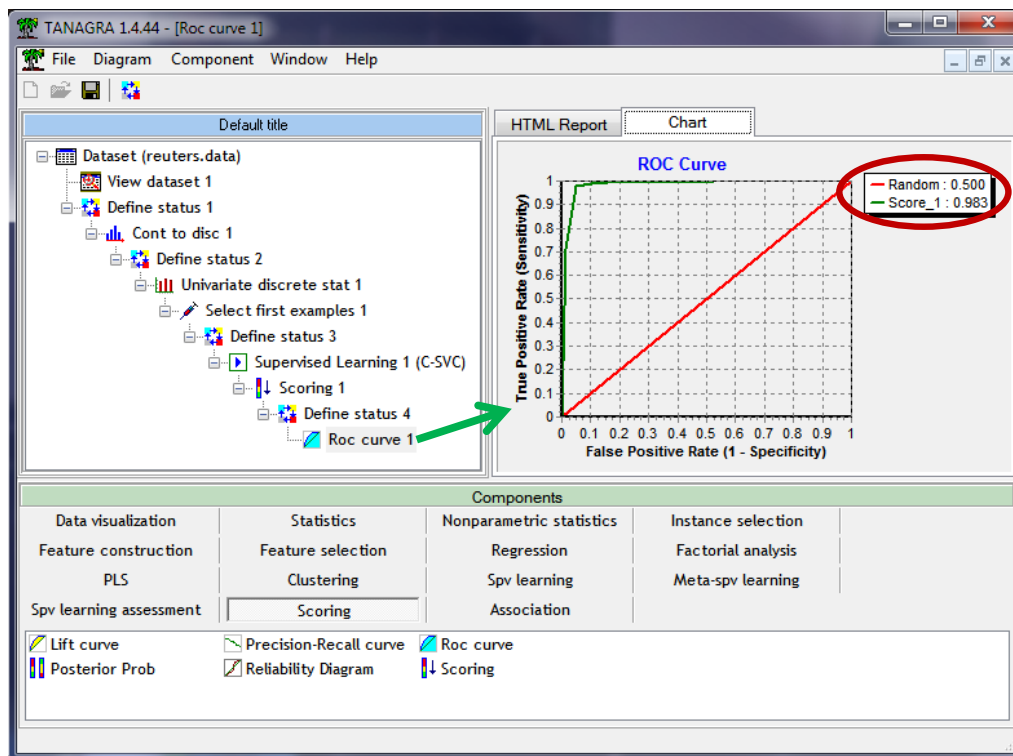 TANAGRA 1.4.44 - [Roc curve 1]
File Diagram Component Window Help
Default title
Dataset (reuters.data)
View dataset 1
Define status 1
Cont to disc 1
Define status 2
Univariate discrete stat 1
Select first examples 1
Define status 3
Supervised Learning 1 (C-SVC)
Scoring 1
Define status 4
Roc curve 1
HTML Report Chart
ROC Curve
Random : 0.500
Score_1 : 0.983
True Positive Rate (Sensitivity)
1
0.9
0.8
0.7
0.6
0.5
0.4
0.3
0.2
0.1
0
0 0.1 0.2 0.3 0.4 0.5 0.6 0.7 0.8 0.9 1
False Positive Rate (1 - Specificity)
Components
Data visualization Statistics Nonparametric statistics Instance selection
Feature construction Feature selection Regression Factorial analysis
PLS Clustering Spv learning Meta-spv learning
Spv learning assessment Scoring Association
Lift curve Precision-Recall curve Roc curve
Posterior Prob Reliability Diagram Scoring